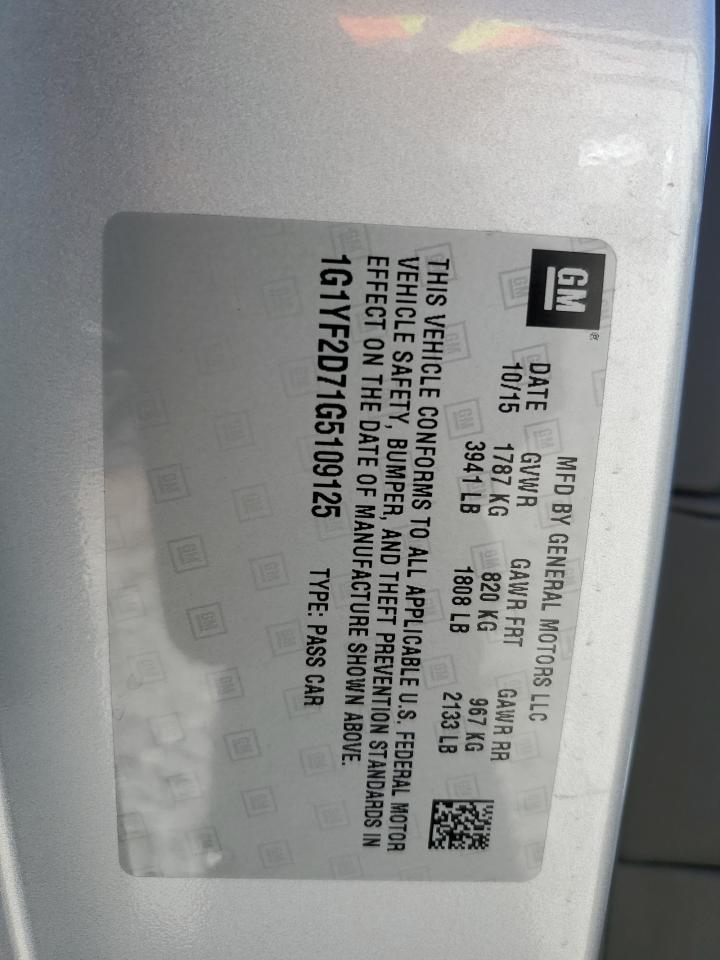 GM®
MFD BY GENERAL MOTORS LLC
DATE GVWR GAWR FRT GAWR RR
10/15 1787 KG 820 KG 967 KG
3941 LB 1808 LB 2133 LB
THIS VEHICLE CONFORMS TO ALL APPLICABLE U.S. FEDERAL MOTOR
VEHICLE SAFETY, BUMPER, AND THEFT PREVENTION STANDARDS IN
EFFECT ON THE DATE OF MANUFACTURE SHOWN ABOVE.
1G1YF2D71G5109125 TYPE: PASS CAR